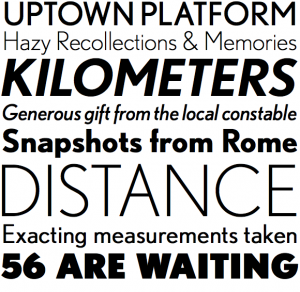 UPTOWN PLATFORM
Hazy Recollections & Memories
KILOMETERS
Generous gift from the local constable
Snapshots from Rome
DISTANCE
Exacting measurements taken
56 ARE WAITING